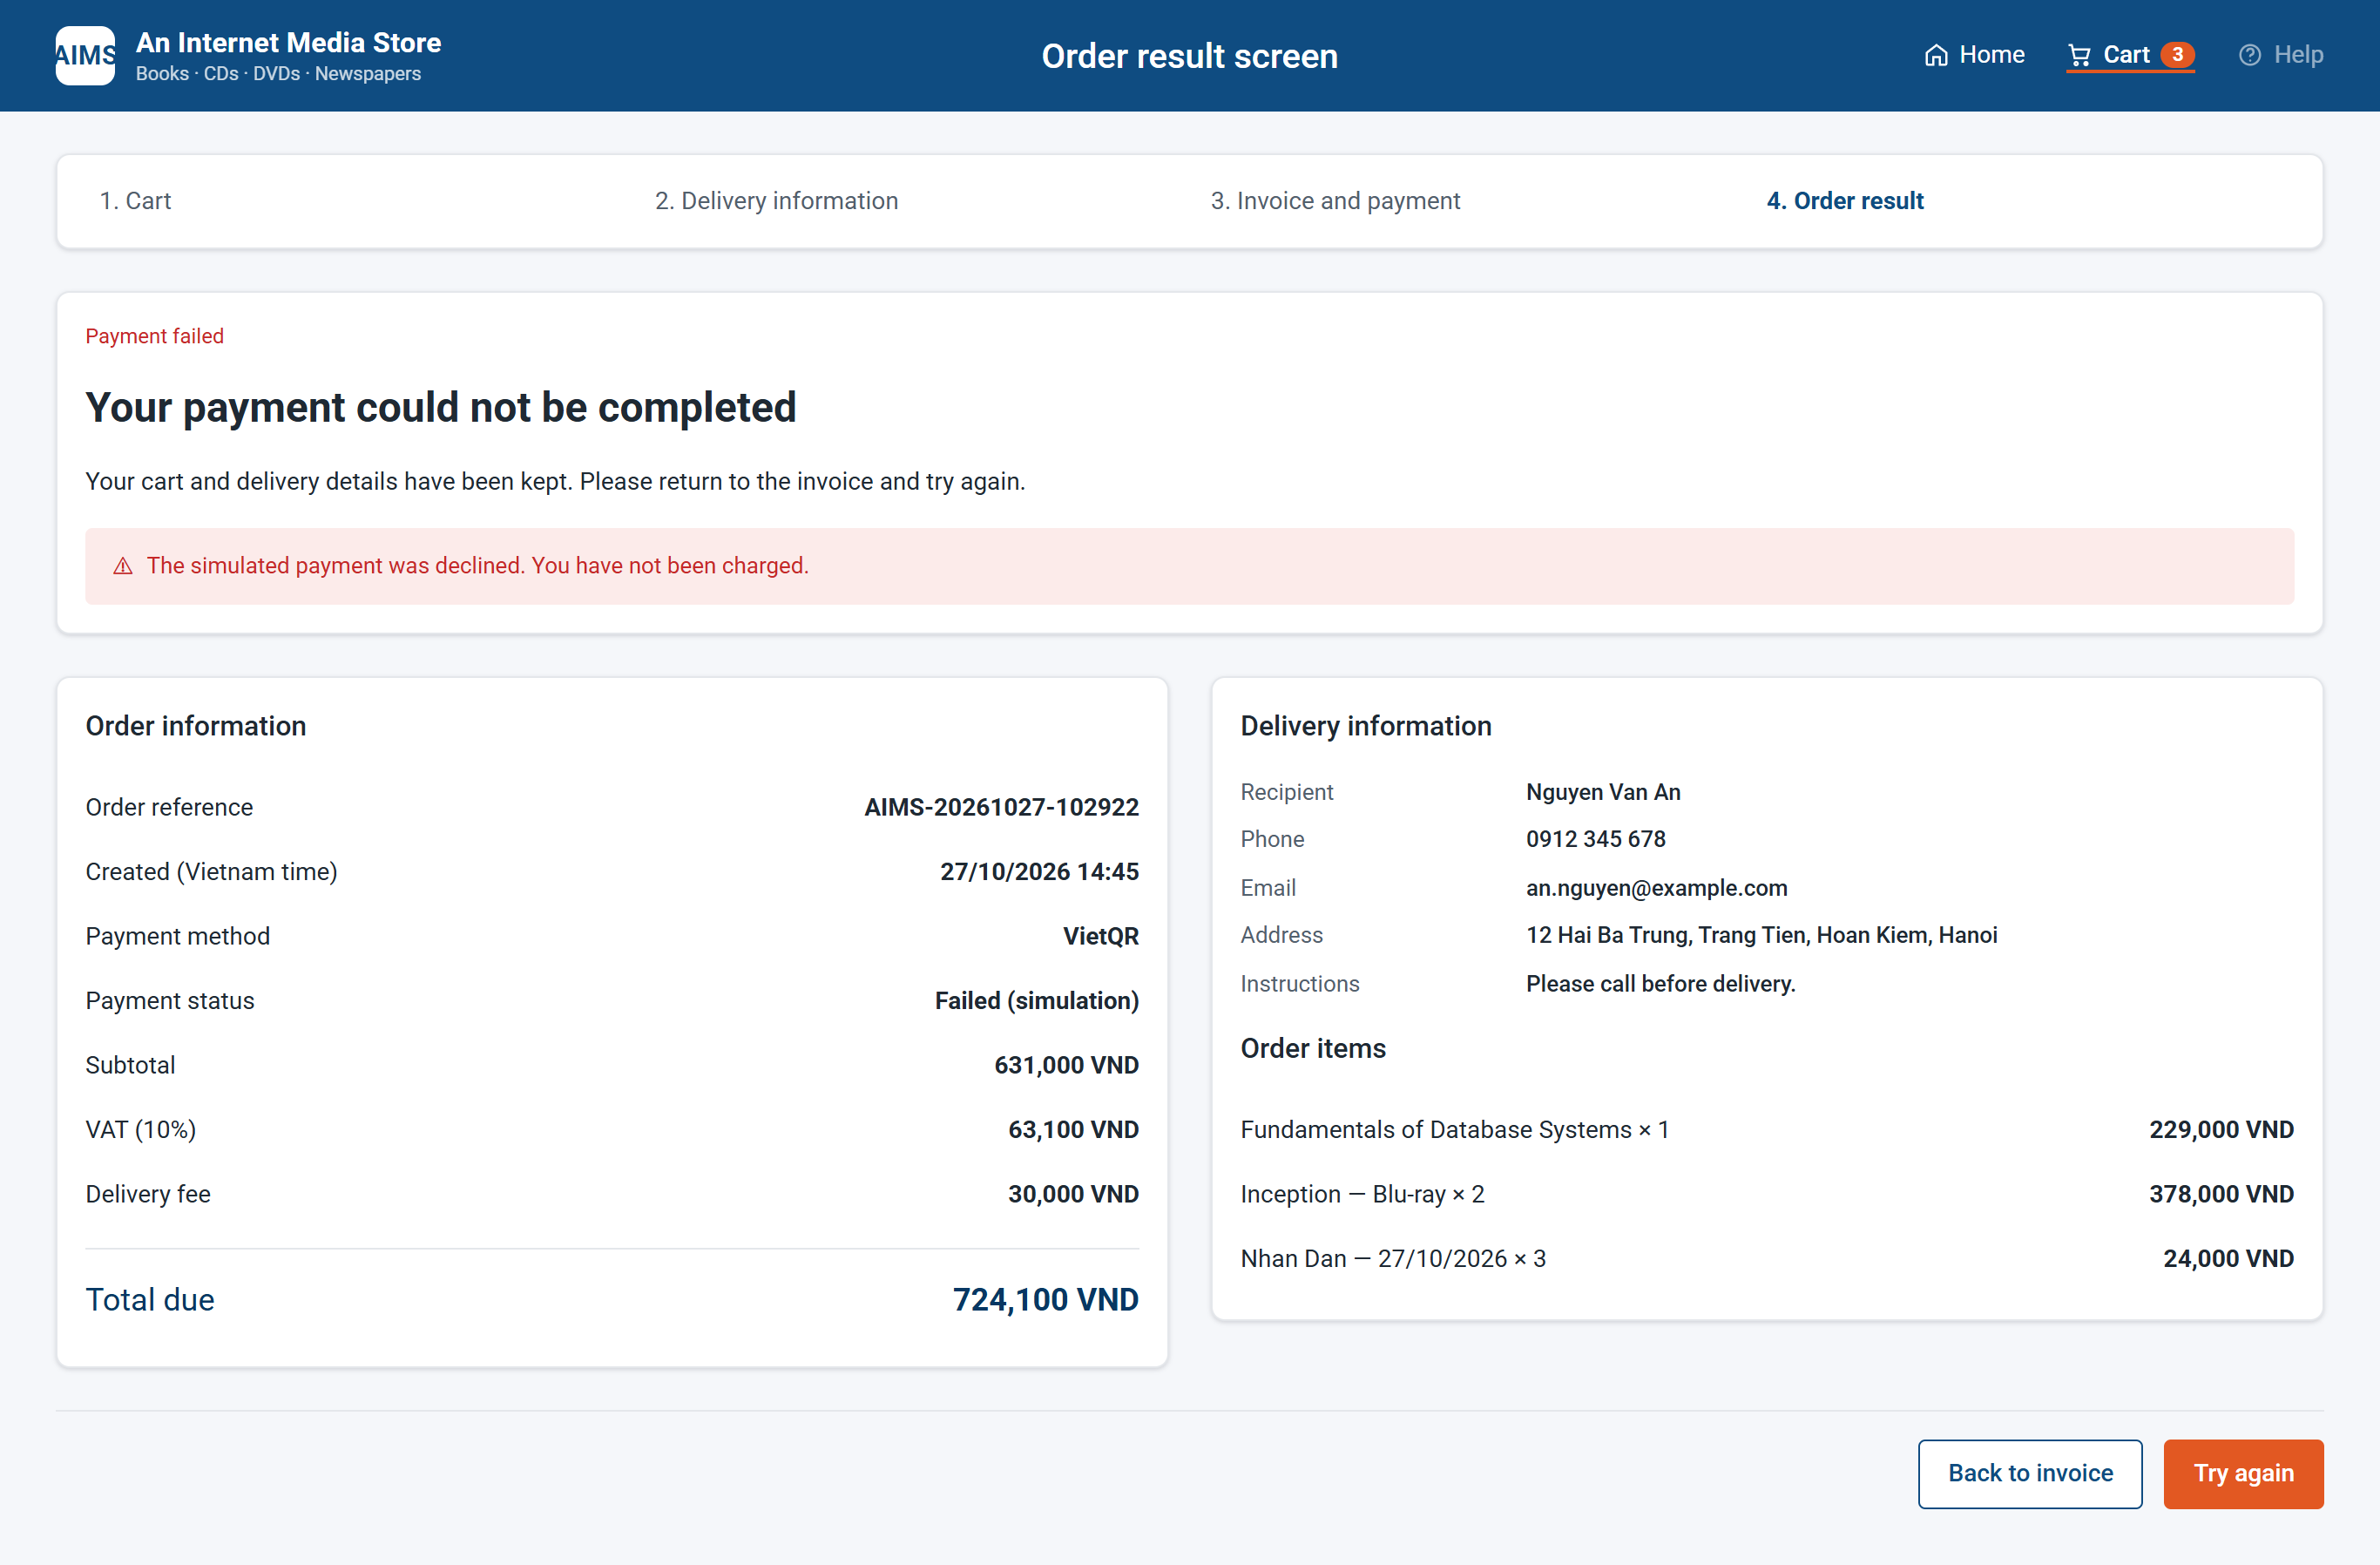 AIMS
An Internet Media Store
Books · CDs · DVDs · Newspapers
Order result screen
Home
Cart 3
Help
1. Cart
2. Delivery information
3. Invoice and payment
4. Order result
Payment failed
Your payment could not be completed
Your cart and delivery details have been kept. Please return to the invoice and try again.
The simulated payment was declined. You have not been charged.
Order information
Order reference AIMS-20261027-102922
Created (Vietnam time) 27/10/2026 14:45
Payment method VietQR
Payment status Failed (simulation)
Subtotal 631,000 VND
VAT (10%) 63,100 VND
Delivery fee 30,000 VND
Total due 724,100 VND
Delivery information
Recipient Nguyen Van An
Phone 0912 345 678
Email an.nguyen@example.com
Address 12 Hai Ba Trung, Trang Tien, Hoan Kiem, Hanoi
Instructions Please call before delivery.
Order items
Fundamentals of Database Systems × 1 229,000 VND
Inception — Blu-ray × 2 378,000 VND
Nhan Dan — 27/10/2026 × 3 24,000 VND
Back to invoice
Try again